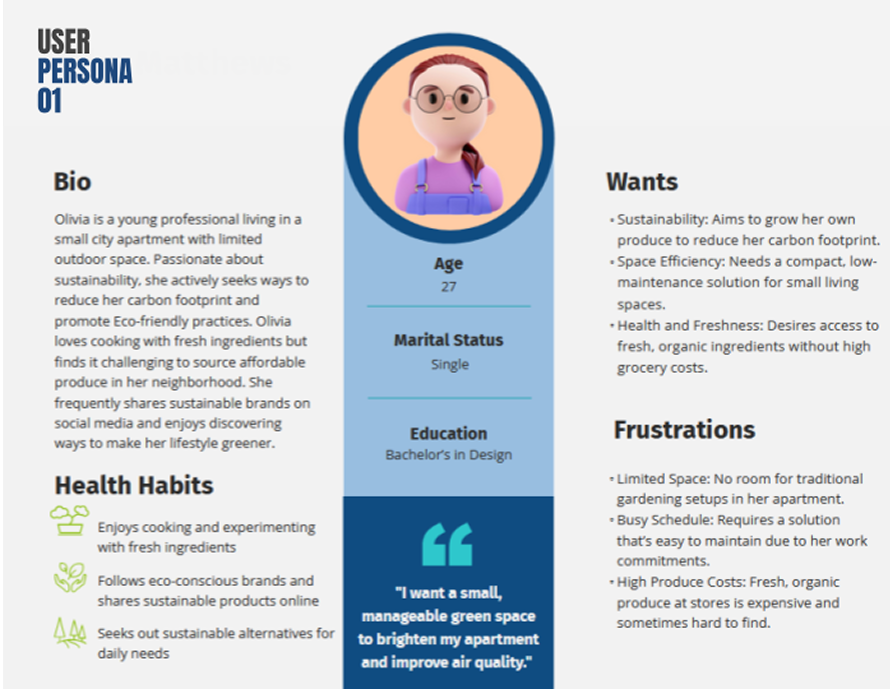 USER
PERSONA
01
Bio
Olivia is a young professional living in a
small city apartment with limited
outdoor space. Passionate about
sustainability, she actively seeks ways to
reduce her carbon footprint and
promote Eco-friendly practices. Olivia
loves cooking with fresh ingredients but
finds it challenging to source affordable
produce in her neighborhood. She
frequently shares sustainable brands on
social media and enjoys discovering
ways to make her lifestyle greener.
Health Habits
Enjoys cooking and experimenting
with fresh ingredients
Follows eco-conscious brands and
shares sustainable products online
Seeks out sustainable alternatives for
daily needs
Age
27
Marital Status
Single
Education
Bachelor's in Design
"I want a small,
manageable green space
to brighten my apartment
and improve air quality."
Wants
• Sustainability: Aims to grow her own
produce to reduce her carbon footprint.
• Space Efficiency: Needs a compact, low-
maintenance solution for small living
spaces.
• Health and Freshness: Desires access to
fresh, organic ingredients without high
grocery costs.
Frustrations
• Limited Space: No room for traditional
gardening setups in her apartment.
• Busy Schedule: Requires a solution
that's easy to maintain due to her work
commitments.
• High Produce Costs: Fresh, organic
produce at stores is expensive and
sometimes hard to find.